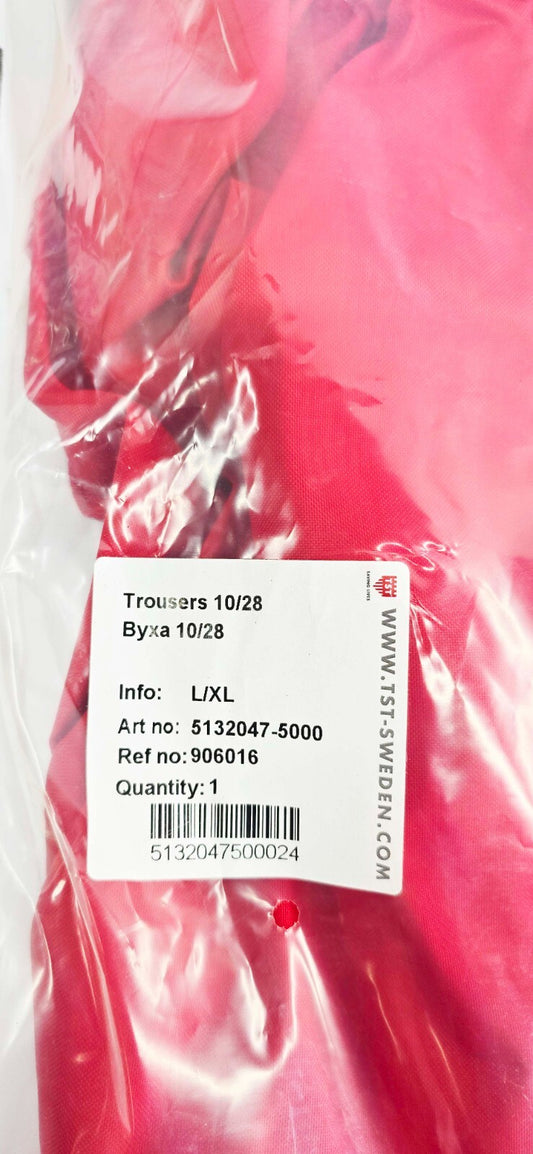 Trousers 10/28
Byxa 10/28
Info: L/XL
Art no: 5132047-5000
Ref no: 906016
Quantity: 1
5132047500024
WWW.TST-SWEDEN.COM
TST